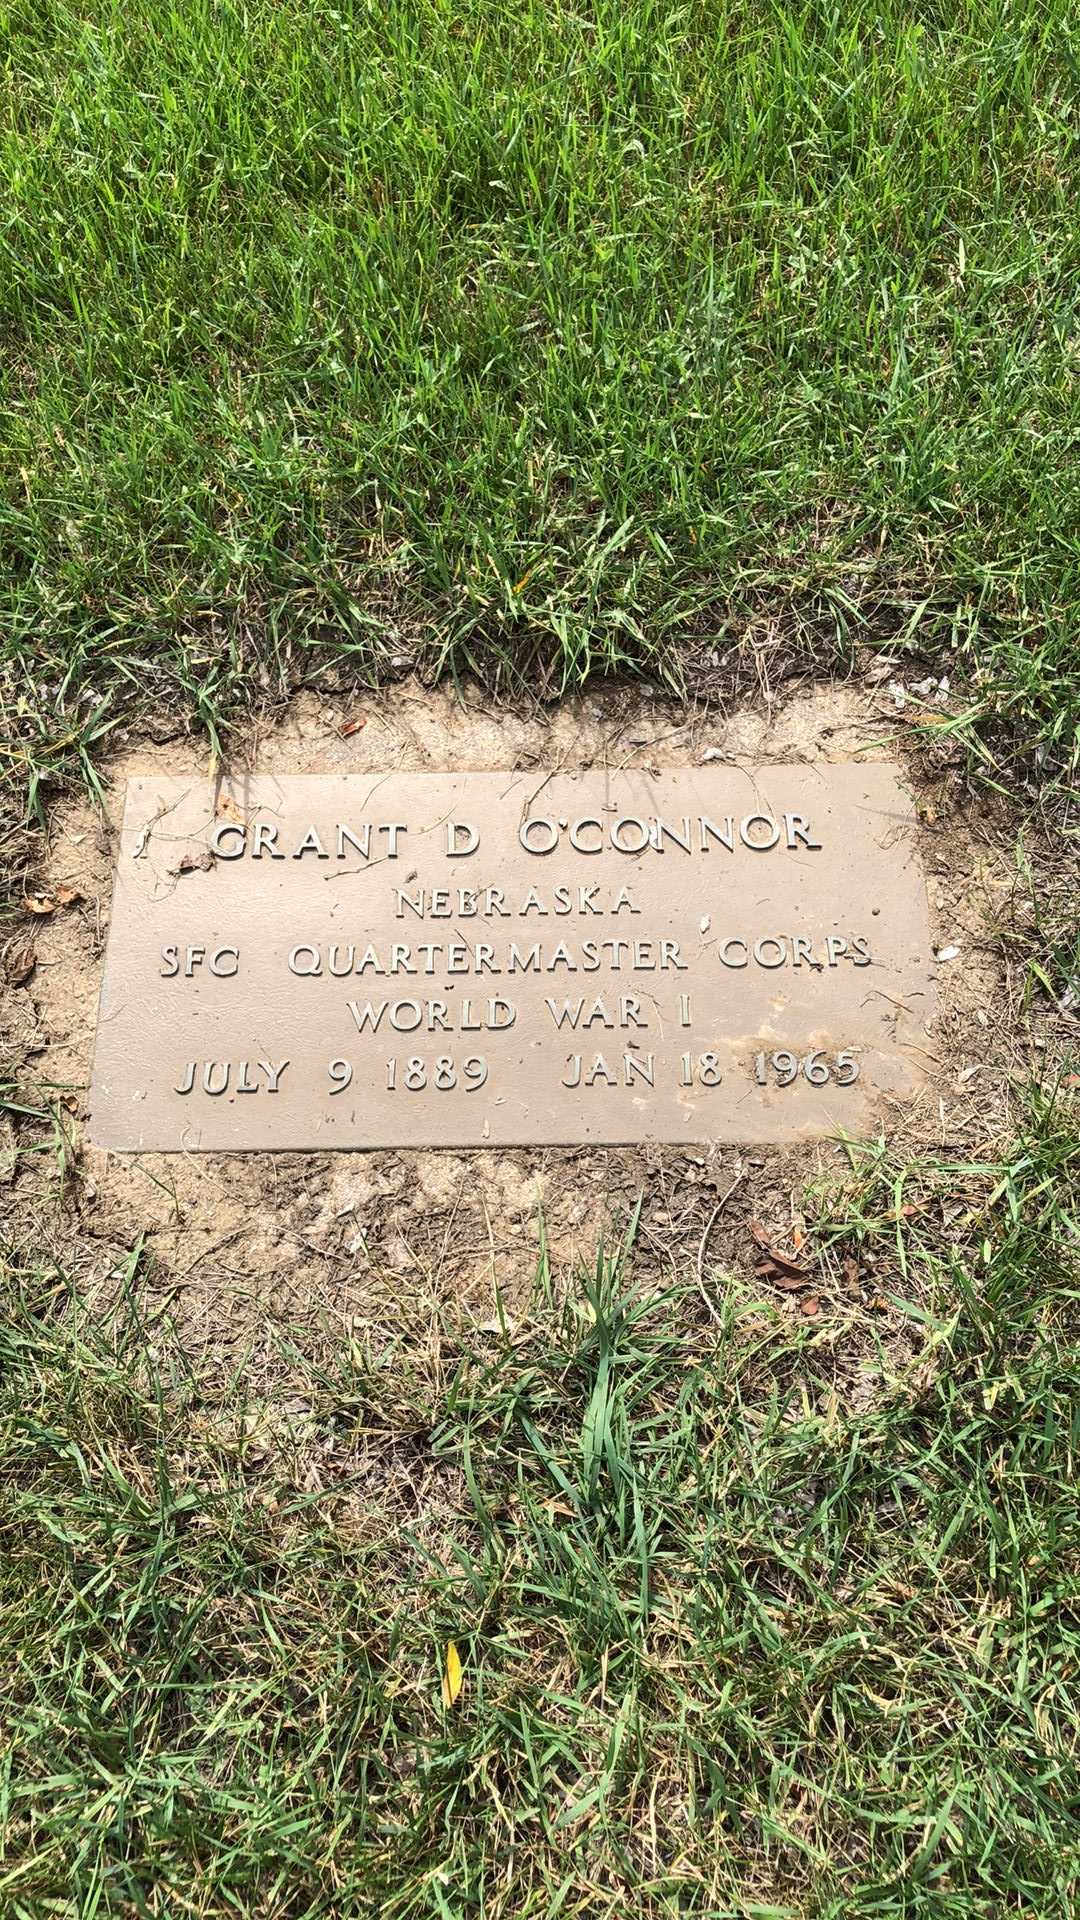 GRANT D O'CONNOR
NEBRASKA
SFC QUARTERMASTER CORPS
WORLD WAR I
JULY 9 1889 JAN 18 1965